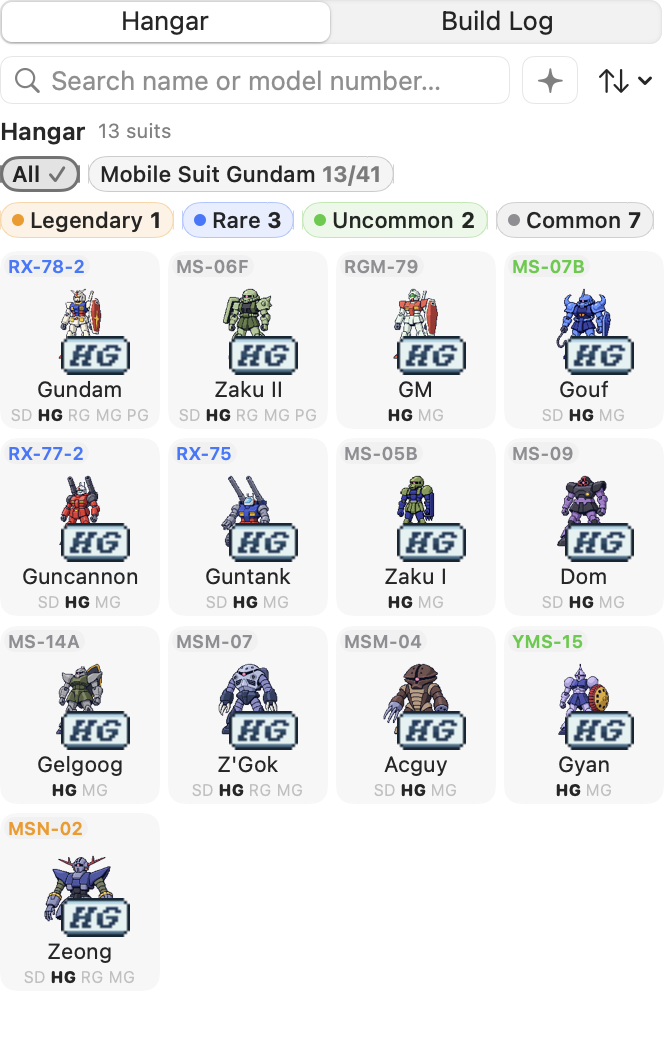 Hangar Build Log
Search name or model number...
Hangar 13 suits
All ✓ Mobile Suit Gundam 13/41
Legendary 1 Rare 3 Uncommon 2 Common 7
RX-78-2 MS-06F RGM-79 MS-07B
HG HG HG HG
Gundam Zaku II GM Gouf
SD HG RG MG PG SD HG RG MG PG HG MG SD HG MG
RX-77-2 RX-75 MS-05B MS-09
HG HG HG HG
Guncannon Guntank Zaku I Dom
SD HG MG SD HG MG HG MG SD HG MG
MS-14A MSM-07 MSM-04 YMS-15
HG HG HG HG
Gelgoog Z'Gok Acguy Gyan
HG MG SD HG RG MG SD HG MG HG MG
MSN-02
HG
Zeong
SD HG RG MG